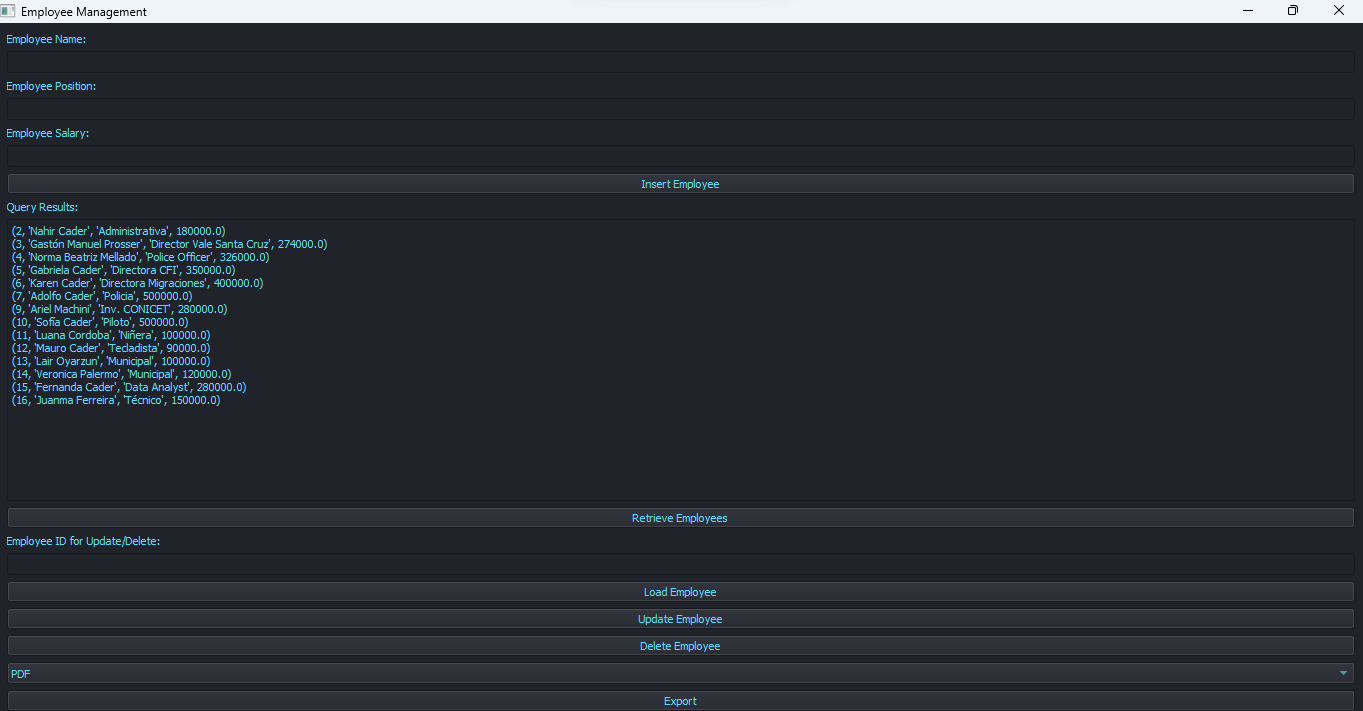 Employee Management
Employee Name:
Employee Position:
Employee Salary:
Insert Employee
Query Results:
(2, 'Nahir Cader', 'Administrativa', 180000.0)
(3, 'Gastón Manuel Prosser', 'Director Vale Santa Cruz', 274000.0)
(4, 'Norma Beatriz Mellado', 'Police Officer', 326000.0)
(5, 'Gabriela Cader', 'Directora CFI', 350000.0)
(6, 'Karen Cader', 'Directora Migraciones', 400000.0)
(7, 'Adolfo Cader', 'Policia', 500000.0)
(9, 'Ariel Machini', 'Inv. CONICET', 280000.0)
(10, 'Sofía Cader', 'Piloto', 500000.0)
(11, 'Luana Cordoba', 'Niñera', 100000.0)
(12, 'Mauro Cader', 'Tecladista', 90000.0)
(13, 'Lair Oyarzun', 'Municipal', 100000.0)
(14, 'Veronica Palermo', 'Municipal', 120000.0)
(15, 'Fernanda Cader', 'Data Analyst', 280000.0)
(16, 'Juanma Ferreira', 'Técnico', 150000.0)
Retrieve Employees
Employee ID for Update/Delete:
Load Employee
Update Employee
Delete Employee
PDF
Export